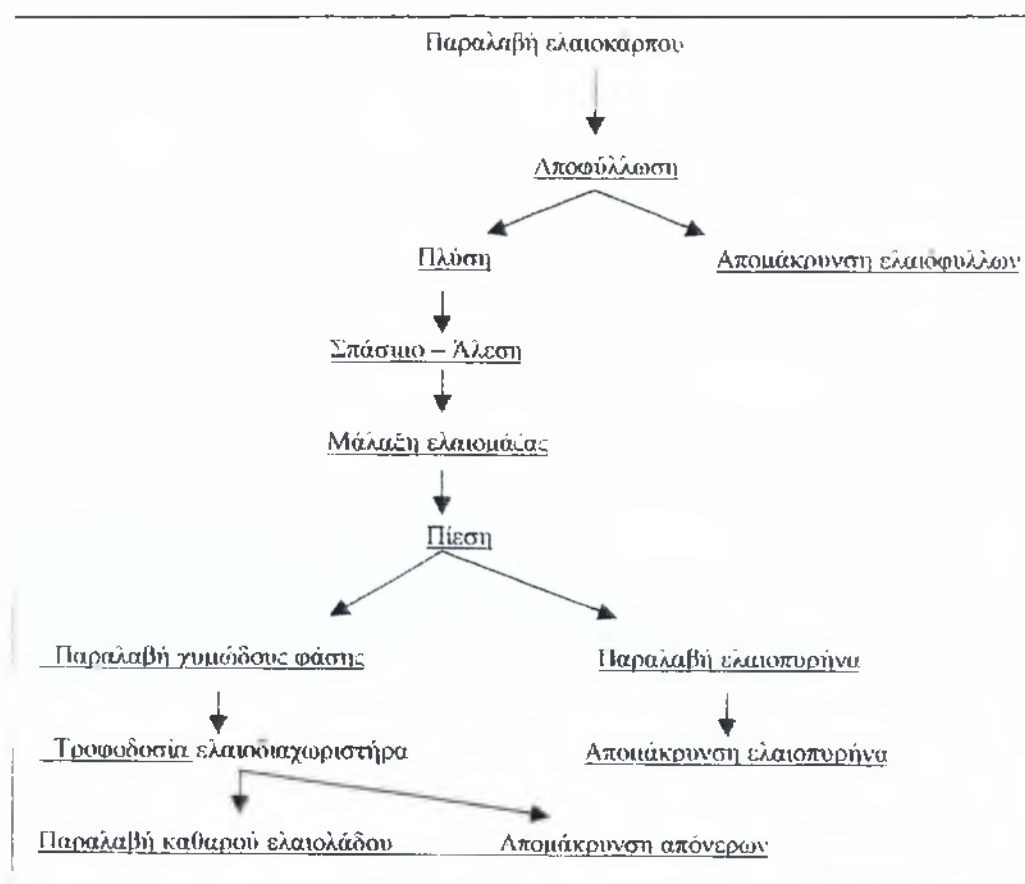 Παραλαβή ελαιοκαρπου
Αποφύλλωση
Πλύση
Απομάκρυνση ελαιόφυλλων
Σπάσιμο – Άλεση
Μάλαξη ελαιομάζας
Πίεση
Παραλαβή χυμώδους φάσης
Παραλαβή ελαιοπυρήνα
Τροφοδοσία ελαιοδιαχωριστήρα
Απομάκρυνση ελαιοπυρήνα
Παραλαβή καθαρού ελαιολάδου
Απομάκρυνση απόνερων